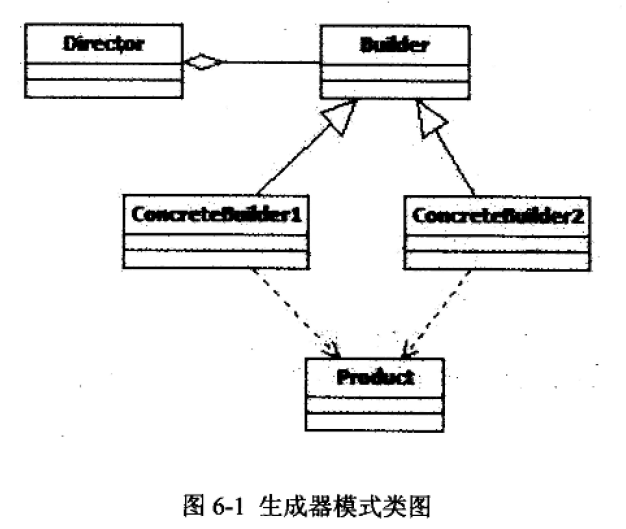 Director
Builder
ConcreteBuilder1
ConcreteBuilder2
Product
图 6-1 生成器模式类图